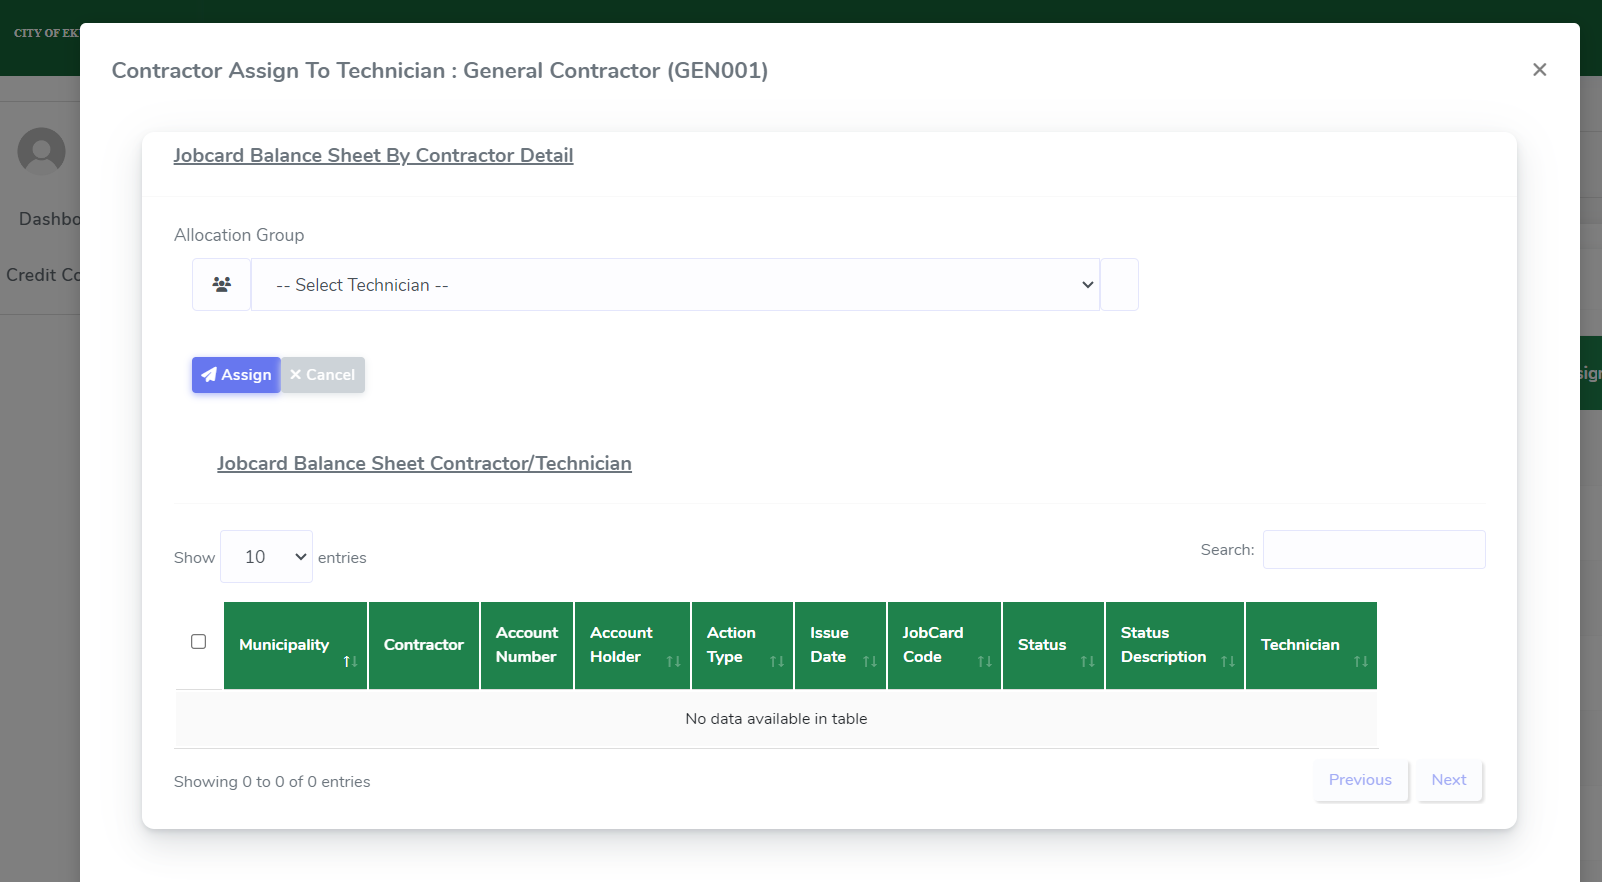 CITY OF EK
Contractor Assign To Technician : General Contractor (GEN001)
Jobcard Balance Sheet By Contractor Detail
Dashbo
Credit Co
Allocation Group
-- Select Technician --
Assign
Cancel
Jobcard Balance Sheet Contractor/Technician
Show 10 entries
Search:
Municipality
Contractor
Account Number
Account Holder
Action Type
Issue Date
JobCard Code
Status
Status Description
Technician
No data available in table
Showing 0 to 0 of 0 entries
Previous
Next